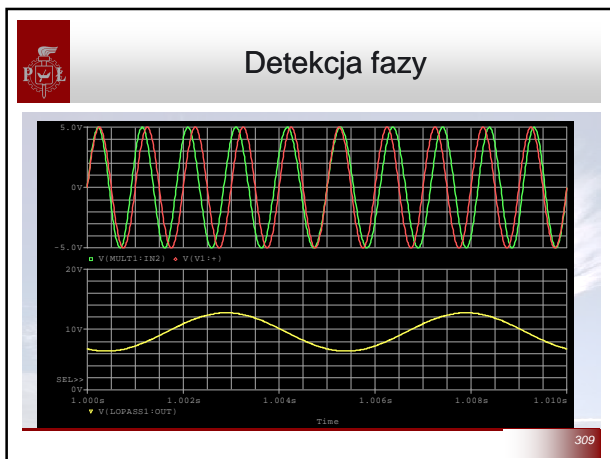 P Ł
Detekcja fazy
5.0V
0V
-5.0V
V(MULT1:IN2) V(V1:+)
20V
10V
SEL>>
0V
1.000s 1.002s 1.004s 1.006s 1.008s 1.010s
V(LOPASS1:OUT)
Time
309